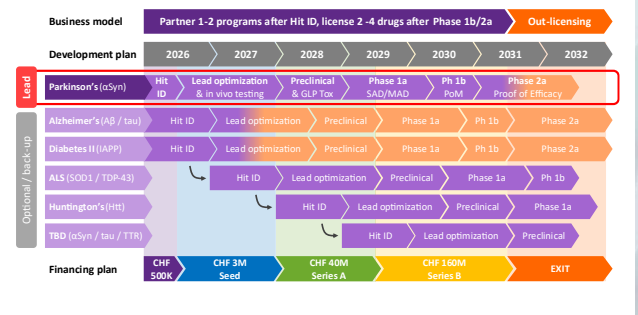 Business model Partner 1-2 programs after Hit ID, license 2 -4 drugs after Phase 1b/2a Out-licensing
Development plan 2026 2027 2028 2029 2030 2031 2032
Lead
Parkinson's (αSyn) Hit ID Lead optimization & in vivo testing Preclinical & GLP Tox Phase 1a SAD/MAD Ph 1b PoM Phase 2a Proof of Efficacy
Optional / back-up
Alzheimer's (Aβ / tau) Hit ID Lead optimization Preclinical Phase 1a Ph 1b Phase 2a
Diabetes II (IAPP) Hit ID Lead optimization Preclinical Phase 1a Ph 1b Phase 2a
ALS (SOD1 / TDP-43) Hit ID Lead optimization Preclinical Phase 1a Ph 1b
Huntington's (Htt) Hit ID Lead optimization Preclinical Phase 1a
TBD (αSyn / tau / TTR) Hit ID Lead optimization Preclinical
Financing plan CHF 500K CHF 3M Seed CHF 40M Series A CHF 160M Series B EXIT